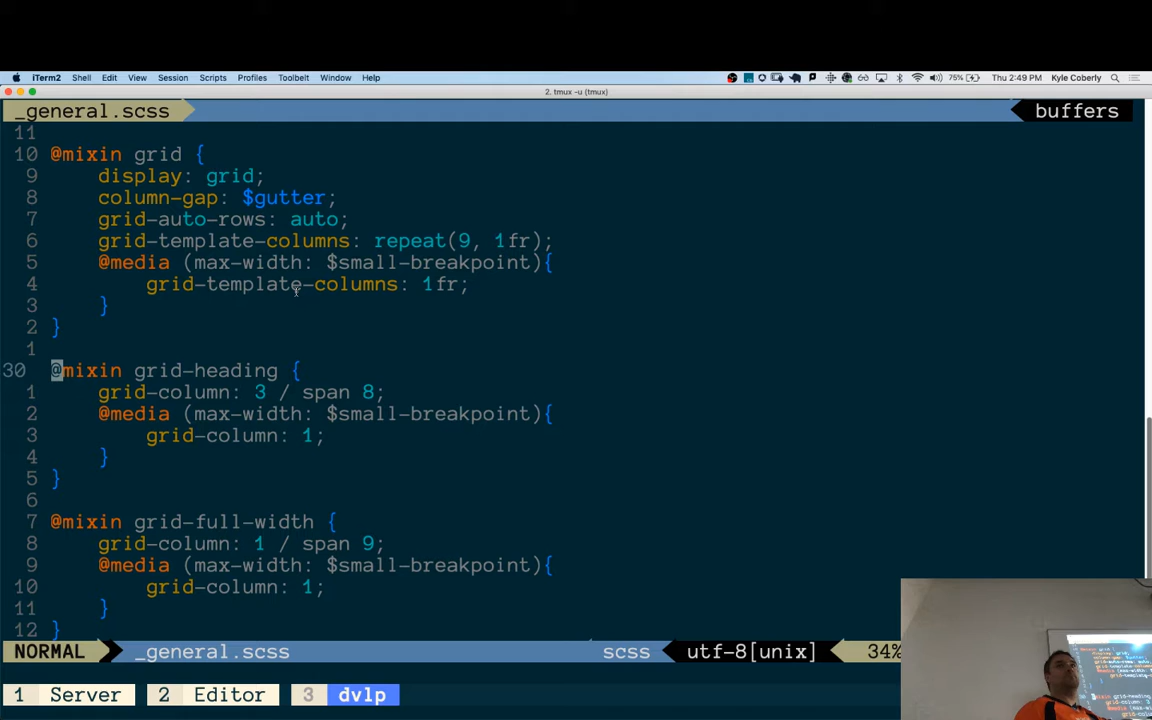 iTerm2 Shell Edit View Session Scripts Profiles Toolbelt Window Help 75% Thu 2:49 PM Kyle Coberly
2. tmux -u (tmux)
_general.scss buffers
11
10 @mixin grid {
9 display: grid;
8 column-gap: $gutter;
7 grid-auto-rows: auto;
6 grid-template-columns: repeat(9, 1fr);
5 @media (max-width: $small-breakpoint){
4 grid-template-columns: 1fr;
3 }
2 }
1
30 @mixin grid-heading {
1 grid-column: 3 / span 8;
2 @media (max-width: $small-breakpoint){
3 grid-column: 1;
4 }
5 }
6
7 @mixin grid-full-width {
8 grid-column: 1 / span 9;
9 @media (max-width: $small-breakpoint){
10 grid-column: 1;
11 }
12 }
NORMAL _general.scss scss utf-8[unix] 34%
1 Server 2 Editor 3 dvlp